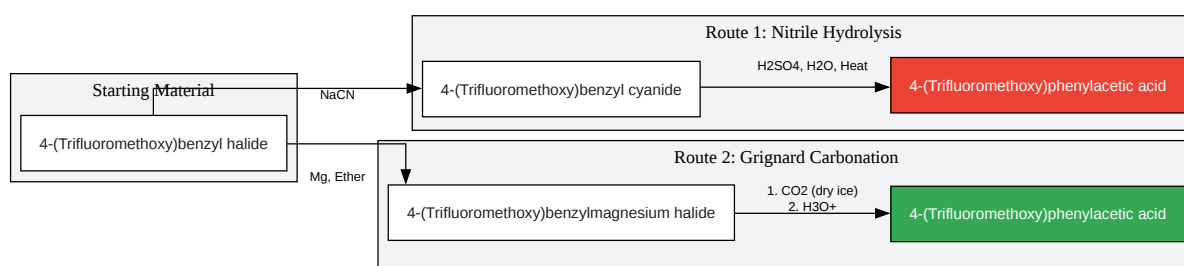 Route 1: Nitrile Hydrolysis
H2SO4, H2O, Heat
4-(Trifluoromethoxy)benzyl cyanide
4-(Trifluoromethoxy)phenylacetic acid
Starting Material
NaCN
4-(Trifluoromethoxy)benzyl halide
Route 2: Grignard Carbonation
Mg, Ether
1. CO2 (dry ice)
2. H3O+
4-(Trifluoromethoxy)benzylmagnesium halide
4-(Trifluoromethoxy)phenylacetic acid